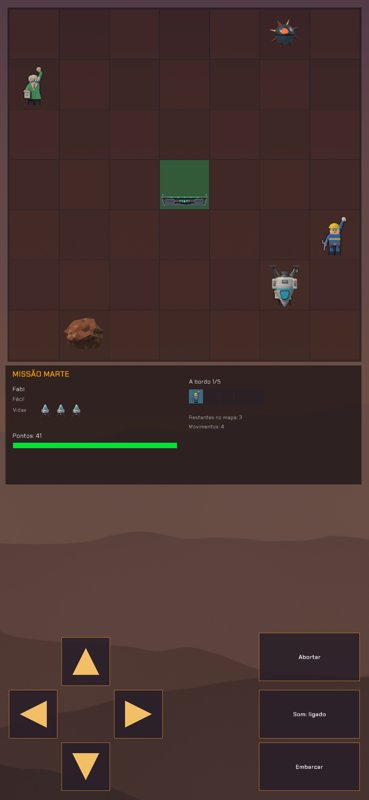 MISSÃO MARTE
Fabi
Fácil
Vidas
Pontos: 41
A bordo 1/5
Restantes no mapa: 3
Movimentos: 4
Abortar
Som: ligado
Embarcar